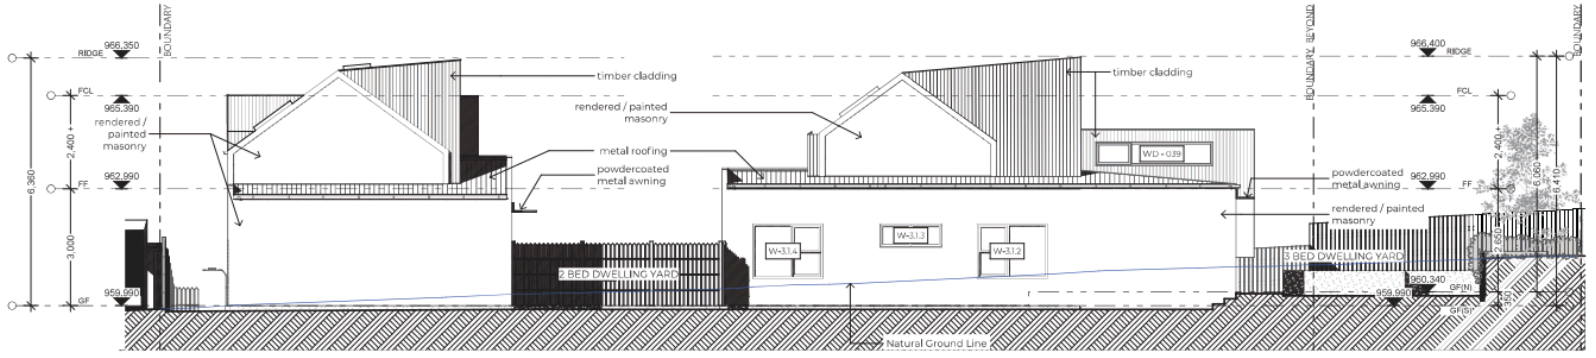 BOUNDARY
966,350
RIDGE
FCL
965,390
rendered /
painted
masonry
2,400 +
6,360
962,990
FF
3,000
959,990
GF
timber cladding
rendered / painted
masonry
metal roofing
powdercoated
metal awning
2 BED DWELLING YARD
timber cladding
WD - 039
W-3.1.4
W-3.1.3
W-3.1.2
Natural Ground Line
powdercoated
metal awning
rendered / painted
masonry
3 BED DWELLING YARD
BOUNDARY BEYOND
BOUNDARY
966,400
RIDGE
FCL
965,390
2,400 +
962,990
FF
6,060
6,410
2,650
960,340
GF(N)
959,990
GF(S)
350